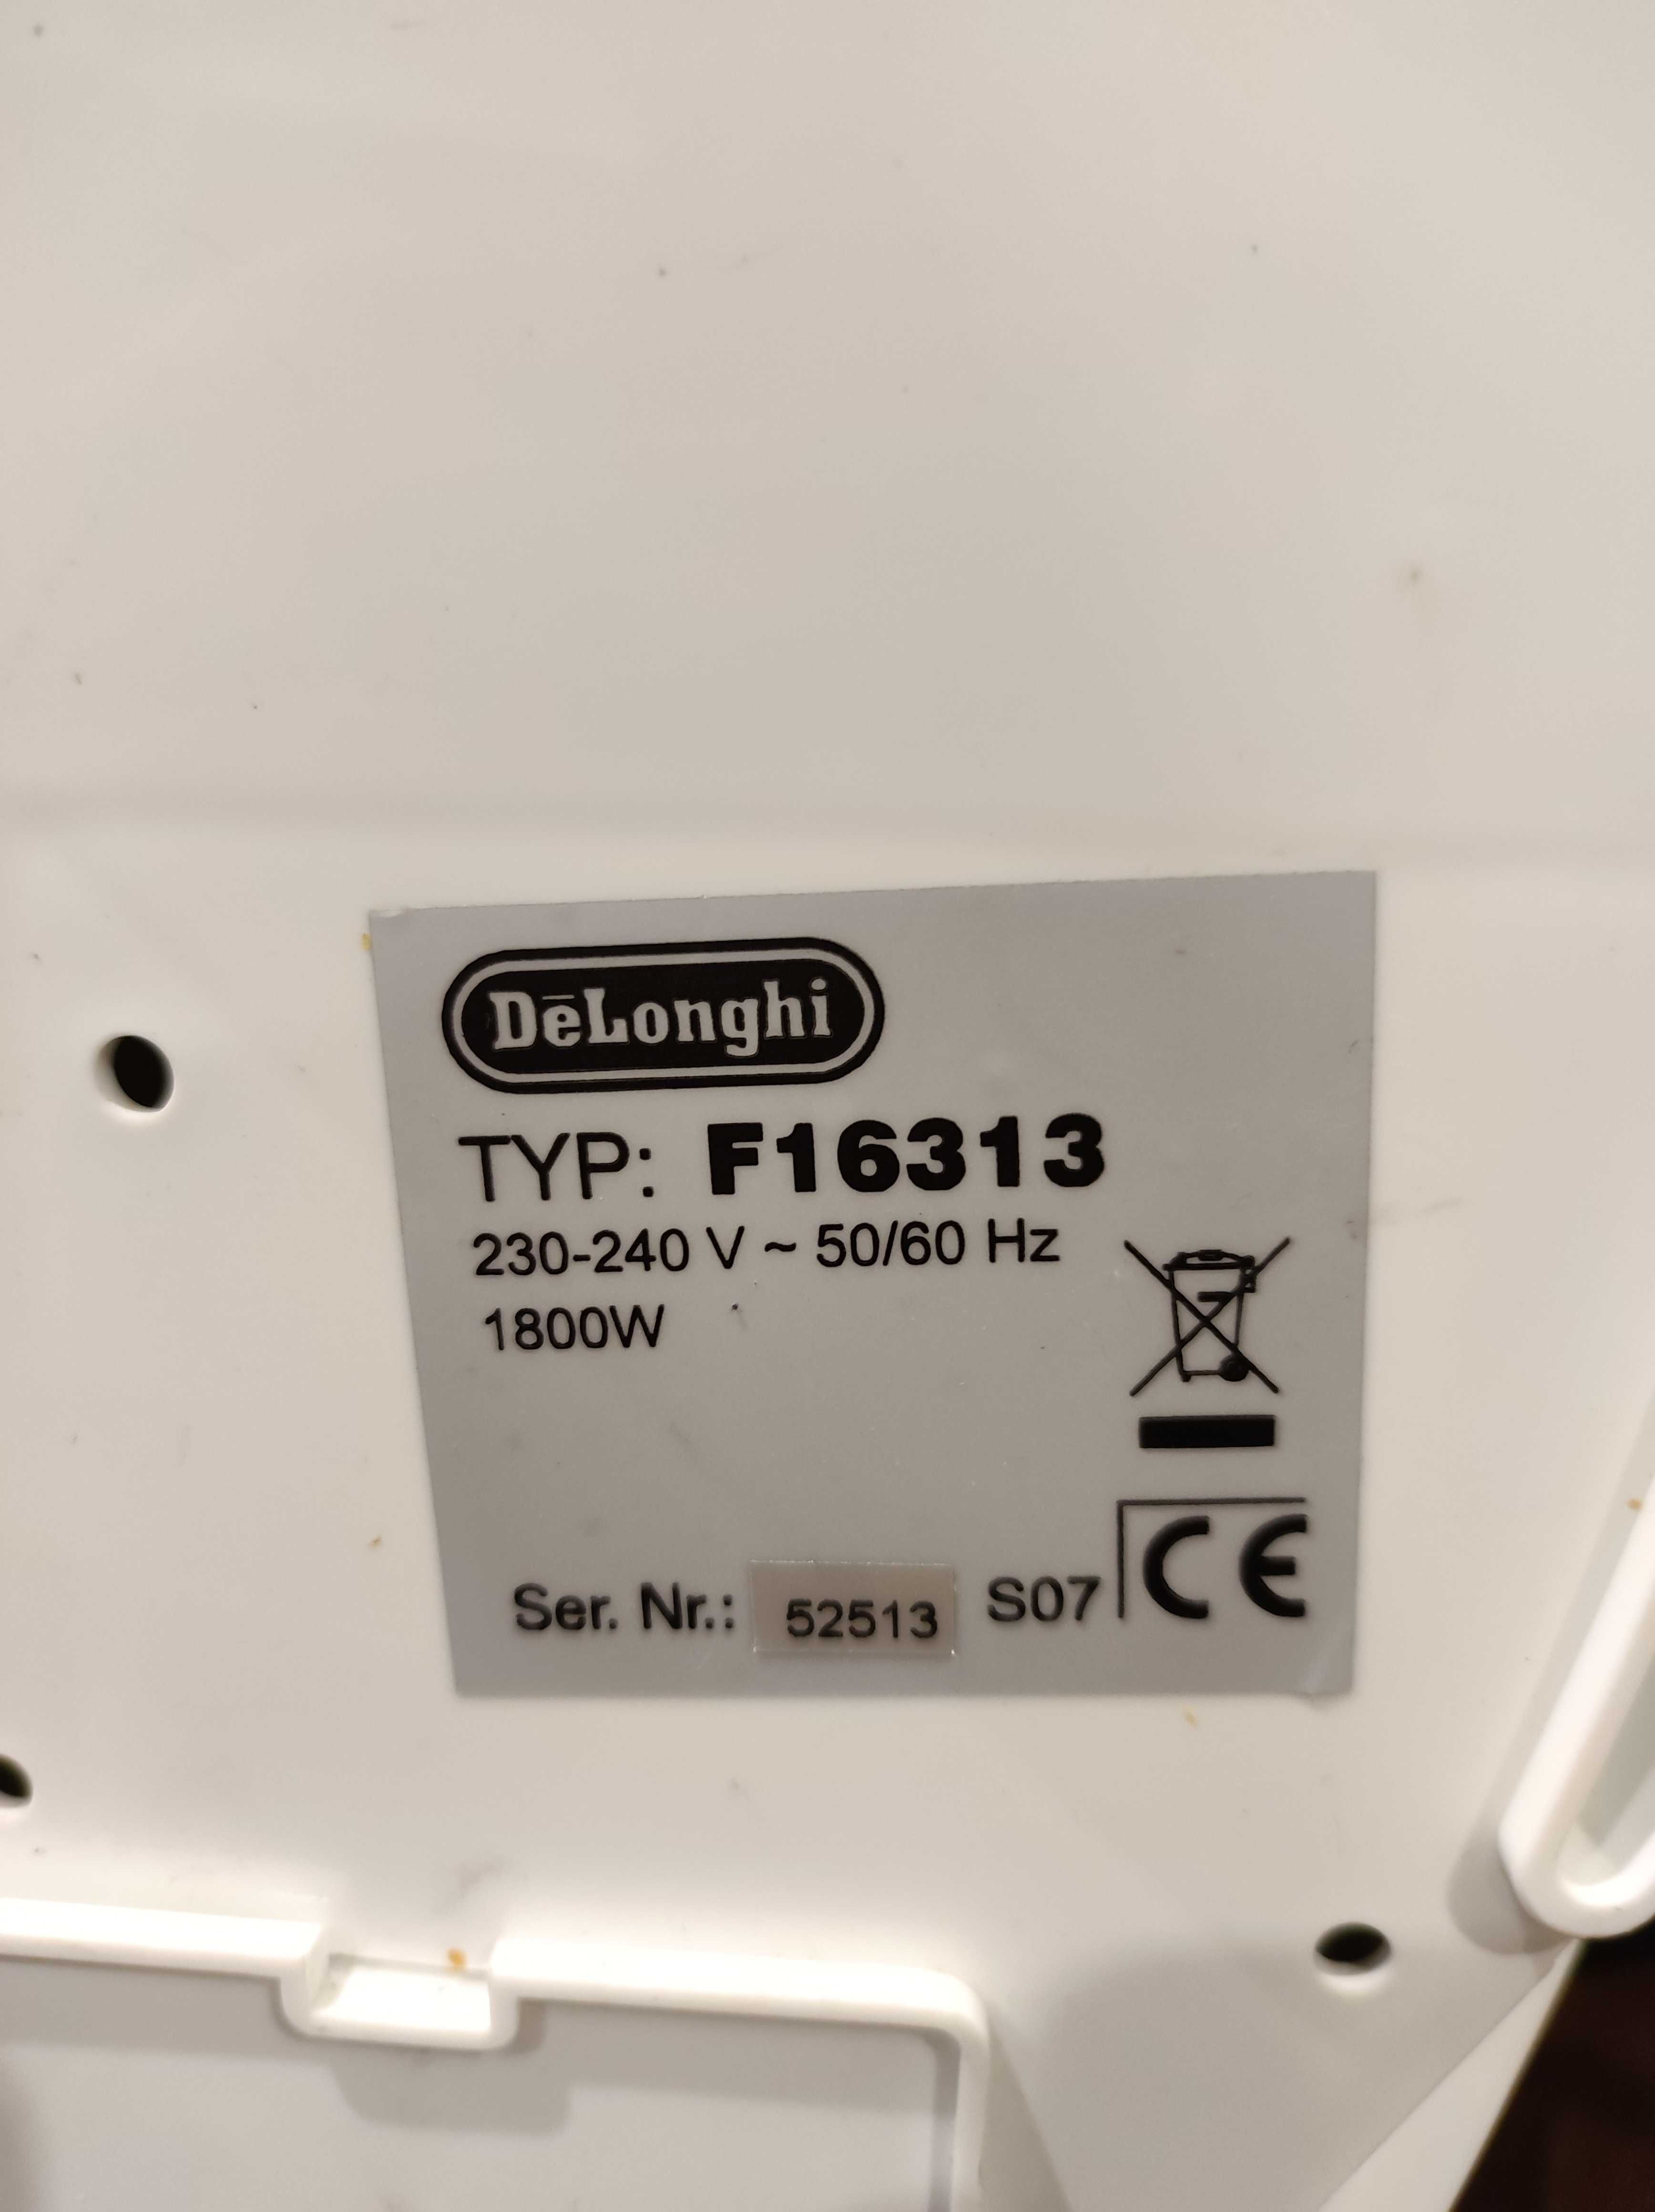 DēLonghi
TYP: F16313
230-240 V ~ 50/60 Hz
1800W
Ser. Nr.: 52513 S07 CE